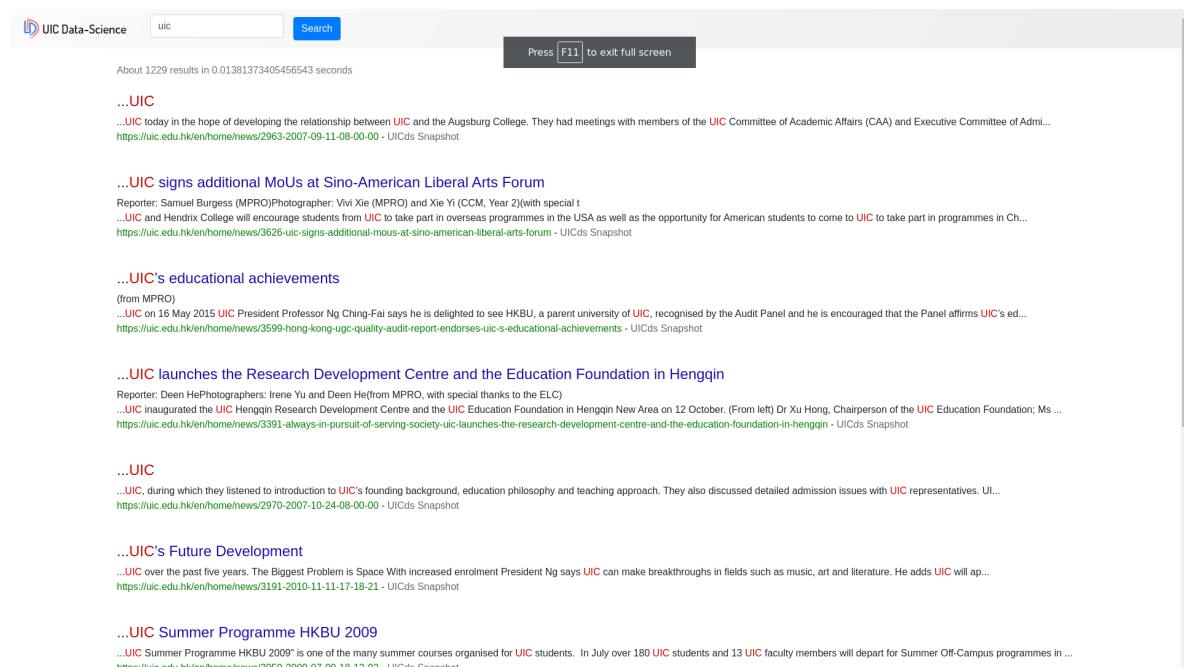 UIC Data-Science
uic
Search
Press F11 to exit full screen
About 1229 results in 0.01381373405456543 seconds
...UIC
...UIC today in the hope of developing the relationship between UIC and the Augsburg College. They had meetings with members of the UIC Committee of Academic Affairs (CAA) and Executive Committee of Admi...
https://uic.edu.hk/en/home/news/2963-2007-09-11-08-00-00 - UICds Snapshot
...UIC signs additional MoUs at Sino-American Liberal Arts Forum
Reporter: Samuel Burgess (MPRO)Photographer: Vivi Xie (MPRO) and Xie Yi (CCM, Year 2)(with special t
...UIC and Hendrix College will encourage students from UIC to take part in overseas programmes in the USA as well as the opportunity for American students to come to UIC to take part in programmes in Ch...
https://uic.edu.hk/en/home/news/3626-uic-signs-additional-mous-at-sino-american-liberal-arts-forum - UICds Snapshot
...UIC's educational achievements
(from MPRO)
...UIC on 16 May 2015 UIC President Professor Ng Ching-Fai says he is delighted to see HKBU, a parent university of UIC, recognised by the Audit Panel and he is encouraged that the Panel affirms UIC's ed...
https://uic.edu.hk/en/home/news/3599-hong-kong-ugc-quality-audit-report-endorses-uic-s-educational-achievements - UICds Snapshot
...UIC launches the Research Development Centre and the Education Foundation in Hengqin
Reporter: Deen HePhotographers: Irene Yu and Deen He(from MPRO, with special thanks to the ELC)
...UIC inaugurated the UIC Hengqin Research Development Centre and the UIC Education Foundation in Hengqin New Area on 12 October. (From left) Dr Xu Hong, Chairperson of the UIC Education Foundation; Ms ...
https://uic.edu.hk/en/home/news/3391-always-in-pursuit-of-serving-society-uic-launches-the-research-development-centre-and-the-education-foundation-in-hengqin - UICds Snapshot
...UIC
...UIC, during which they listened to introduction to UIC's founding background, education philosophy and teaching approach. They also discussed detailed admission issues with UIC representatives. UI...
https://uic.edu.hk/en/home/news/2970-2007-10-24-08-00-00 - UICds Snapshot
...UIC's Future Development
...UIC over the past five years. The Biggest Problem is Space With increased enrolment President Ng says UIC can make breakthroughs in fields such as music, art and literature. He adds UIC will ap...
https://uic.edu.hk/en/home/news/3191-2010-11-11-17-18-21 - UICds Snapshot
...UIC Summer Programme HKBU 2009
...UIC Summer Programme HKBU 2009" is one of the many summer courses organised for UIC students. In July over 180 UIC students and 13 UIC faculty members will depart for Summer Off-Campus programmes in ...